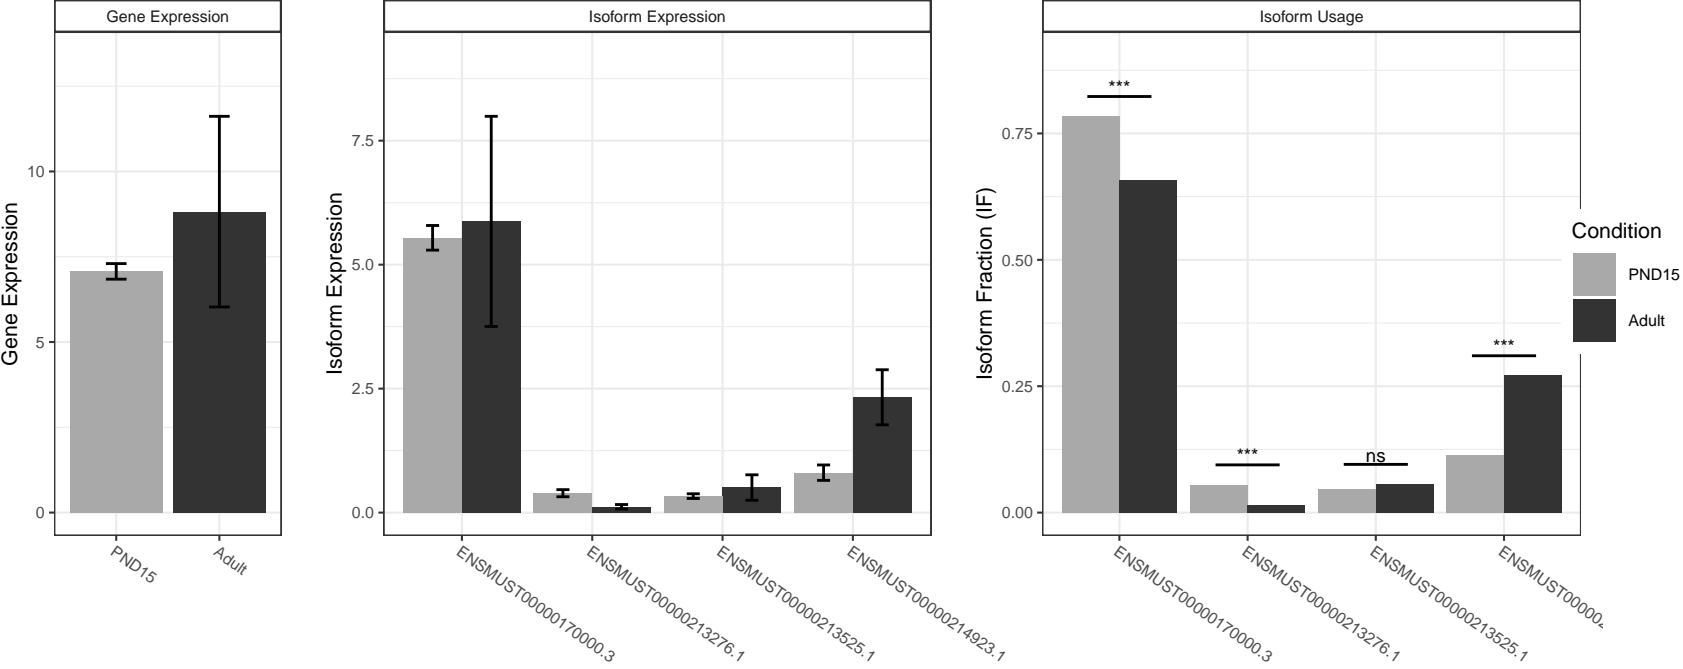 Gene Expression
Isoform Expression
Isoform Usage
Gene Expression
10
5
0
PND15
Adult
Isoform Expression
7.5
5.0
2.5
0.0
ENSMUST00000170000.3
ENSMUST00000213276.1
ENSMUST00000213525.1
ENSMUST00000214923.1
Isoform Fraction (IF)
0.75
0.50
0.25
0.00
***
***
ns
***
ENSMUST00000170000.3
ENSMUST00000213276.1
ENSMUST00000213525.1
ENSMUST00000
Condition
PND15
Adult